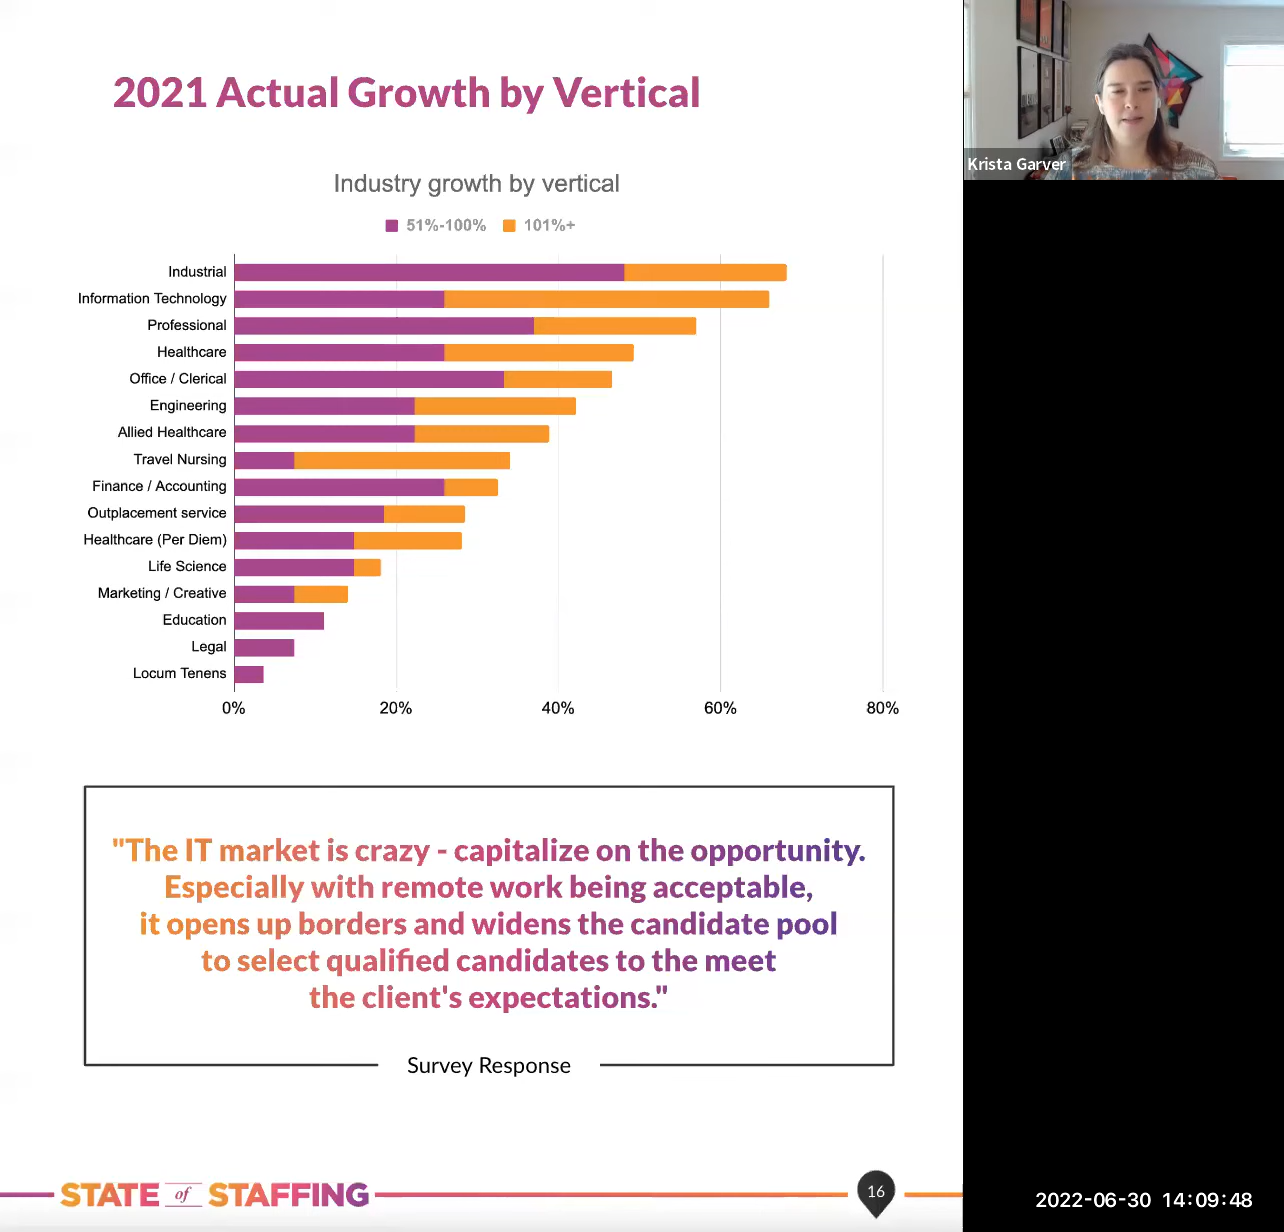 2021 Actual Growth by Vertical
Krista Garver
Industry growth by vertical
51%-100% 101%+
Industrial
Information Technology
Professional
Healthcare
Office / Clerical
Engineering
Allied Healthcare
Travel Nursing
Finance / Accounting
Outplacement service
Healthcare (Per Diem)
Life Science
Marketing / Creative
Education
Legal
Locum Tenens
0% 20% 40% 60% 80%
"The IT market is crazy - capitalize on the opportunity.
Especially with remote work being acceptable,
it opens up borders and widens the candidate pool
to select qualified candidates to the meet
the client's expectations."
Survey Response
STATE of STAFFING
16
2022-06-30 14:09:48